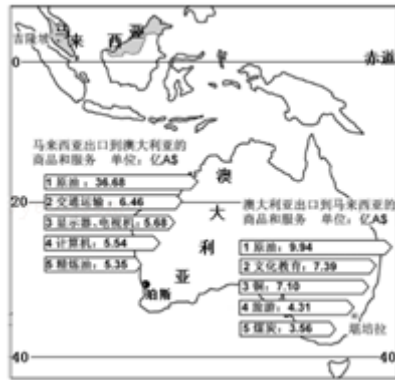 马来西亚
吉隆坡
0
赤道
马来西亚出口到澳大利亚的
商品和服务 单位：亿A$
1 原油：36.68
2 交通运输：6.46
3 显示器、电视机：5.68
4 计算机：5.54
5 精炼油：5.35
20
澳大利亚
澳大利亚出口到马来西亚的
商品和服务 单位：亿A$
1 原油：9.94
2 文化教育：7.39
3 铜：7.10
4 旅游：4.31
5 煤炭：3.56
珀斯
堪培拉
40
40